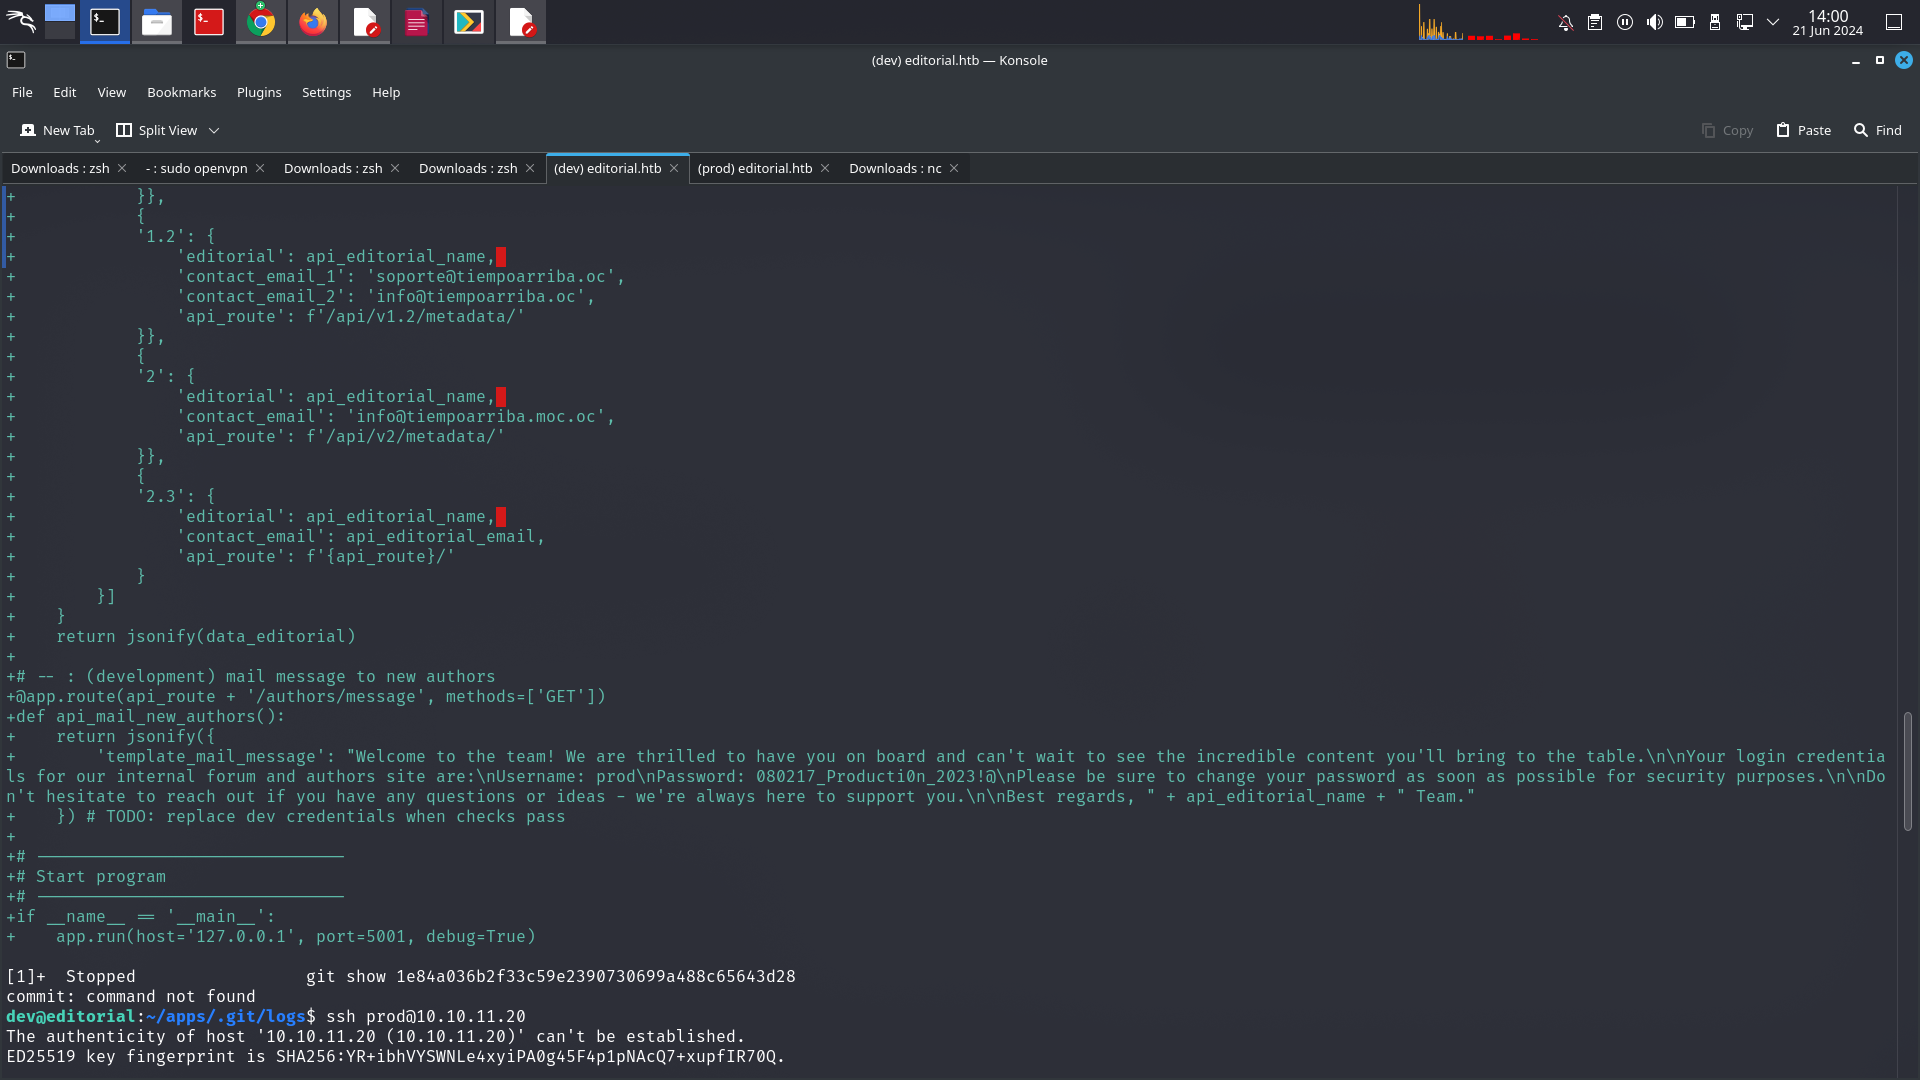 14:00
21 Jun 2024
(dev) editorial.htb — Konsole
File Edit View Bookmarks Plugins Settings Help
New Tab Split View Copy Paste Find
Downloads : zsh - : sudo openvpn Downloads : zsh Downloads : zsh (dev) editorial.htb (prod) editorial.htb Downloads : nc
+            }},
+            {
+            '1.2': {
+                'editorial': api_editorial_name,
+                'contact_email_1': 'soporte@tiempoarriba.oc',
+                'contact_email_2': 'info@tiempoarriba.oc',
+                'api_route': f'/api/v1.2/metadata/'
+            }},
+            {
+            '2': {
+                'editorial': api_editorial_name,
+                'contact_email': 'info@tiempoarriba.moc.oc',
+                'api_route': f'/api/v2/metadata/'
+            }},
+            {
+            '2.3': {
+                'editorial': api_editorial_name,
+                'contact_email': api_editorial_email,
+                'api_route': f'{api_route}/'
+            }
+        }]
+    }
+    return jsonify(data_editorial)
+
+# -- : (development) mail message to new authors
+@app.route(api_route + '/authors/message', methods=['GET'])
+def api_mail_new_authors():
+    return jsonify({
+        'template_mail_message': "Welcome to the team! We are thrilled to have you on board and can't wait to see the incredible content you'll bring to the table.\n\nYour login credentia
ls for our internal forum and authors site are:\nUsername: prod\nPassword: 080217_Producti0n_2023!@\nPlease be sure to change your password as soon as possible for security purposes.\n\nDo
n't hesitate to reach out if you have any questions or ideas - we're always here to support you.\n\nBest regards, " + api_editorial_name + " Team."
+    }) # TODO: replace dev credentials when checks pass
+
+# -------------------------------
+# Start program
+# -------------------------------
+if __name__ == '__main__':
+    app.run(host='127.0.0.1', port=5001, debug=True)
[1]+  Stopped                 git show 1e84a036b2f33c59e2390730699a488c65643d28
commit: command not found
dev@editorial:~/apps/.git/logs$ ssh prod@10.10.11.20
The authenticity of host '10.10.11.20 (10.10.11.20)' can't be established.
ED25519 key fingerprint is SHA256:YR+ibhVYSWNLe4xyiPA0g45F4p1pNAcQ7+xupfIR70Q.